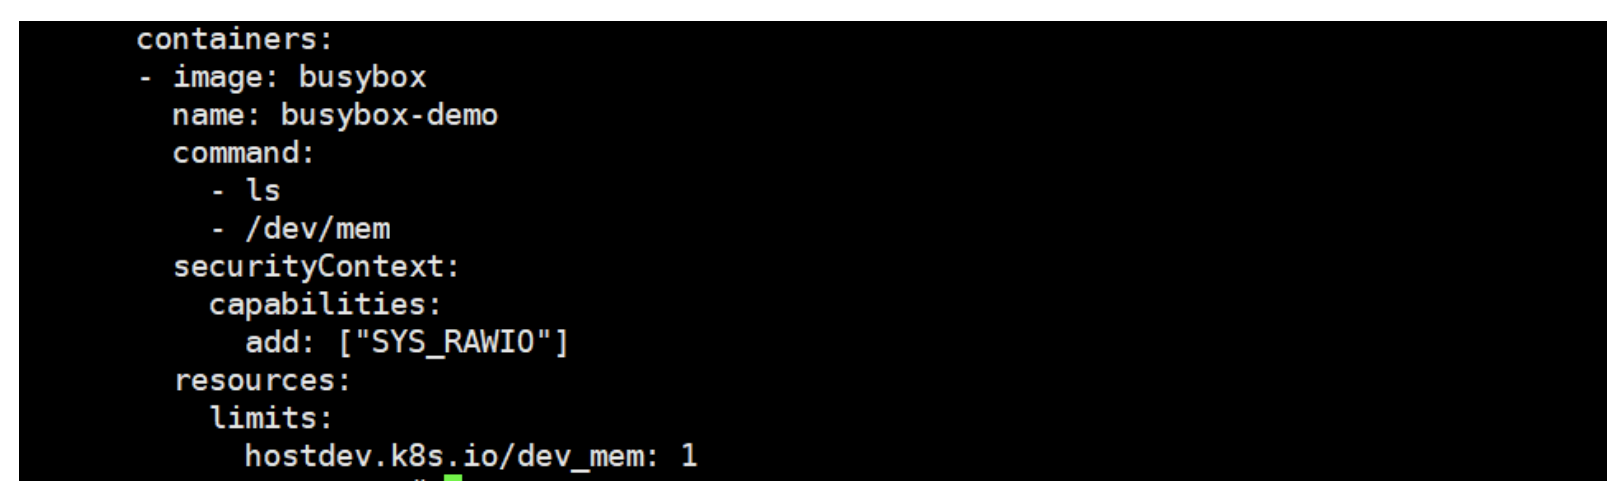 containers:
- image: busybox
name: busybox-demo
command:
- ls
- /dev/mem
securityContext:
capabilities:
add: ["SYS_RAWIO"]
resources:
limits:
hostdev.k8s.io/dev_mem: 1